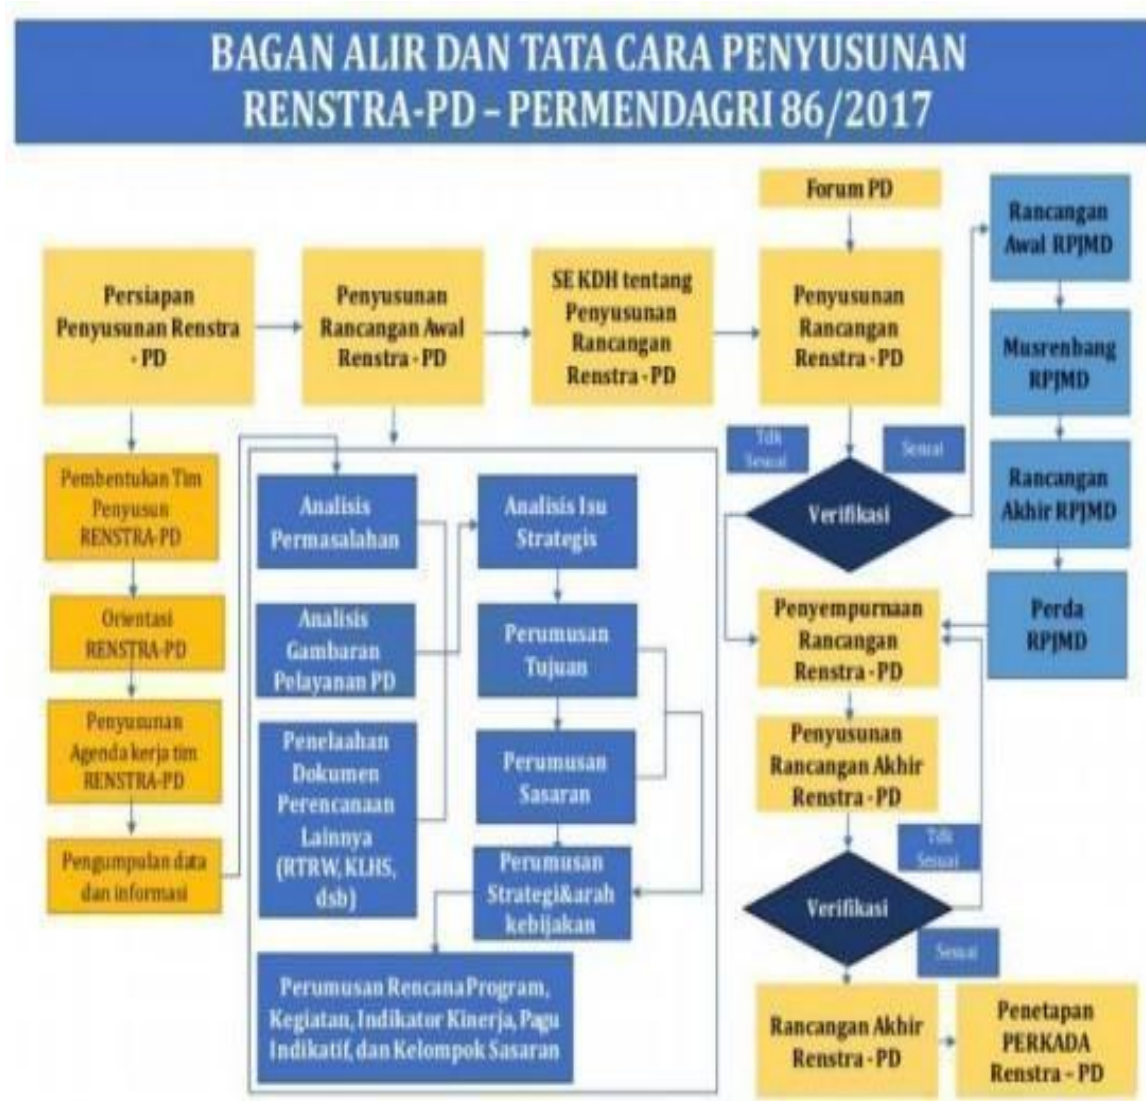 BAGAN ALIR DAN TATA CARA PENYUSUNAN
RENSTRA-PD – PERMENDAGRI 86/2017
Persiapan
Penyusunan Renstra
- PD
Penyusunan
Rancangan Awal
Renstra - PD
SE KDH tentang
Penyusunan
Rancangan
Renstra - PD
Forum PD
Penyusunan
Rancangan
Renstra - PD
Rancangan
Awal RPJMD
Musrenbang
RPJMD
Rancangan
Akhir RPJMD
Perda
RPJMD
Pembentukan Tim
Penyusun
RENSTRA-PD
Orientasi
RENSTRA-PD
Penyusunan
Agenda kerja tim
RENSTRA-PD
Pengumpulan data
dan informasi
Analisis
Permasalahan
Analisis
Gambaran
Pelayanan PD
Penelaahan
Dokumen
Perencanaan
Lainnya
(RTRW, KLHS,
dsb)
Analisis Isu
Strategis
Perumusan
Tujuan
Perumusan
Sasaran
Perumusan
Strategi&arah
kebijakan
Perumusan Rencana Program,
Kegiatan, Indikator Kinerja, Pagu
Indikatif, dan Kelompok Sasaran
Tdk
Sesuai
Sesuai
Verifikasi
Penyempurnaan
Rancangan
Renstra - PD
Penyusunan
Rancangan Akhir
Renstra - PD
Tdk
Sesuai
Verifikasi
Sesuai
Rancangan Akhir
Renstra - PD
Penetapan
PERKADA
Renstra – PD